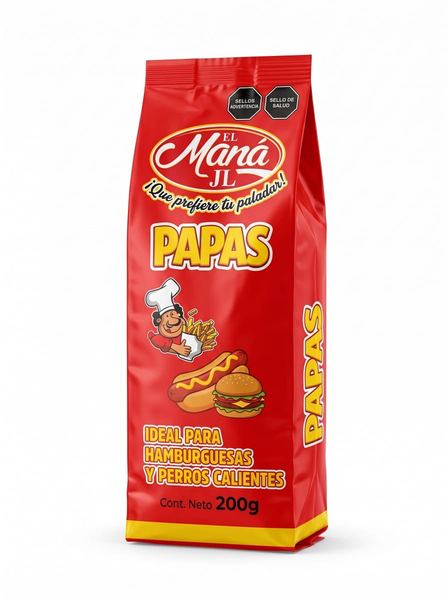 SELLOS
ADVERTENCIA
SELLO DE
SALUD
EL
Maná
JL
¡Que prefiere tu paladar!
PAPAS
PAPAS
IDEAL PARA
HAMBURGUESAS
Y PERROS CALIENTES
Cont. Neto 200g